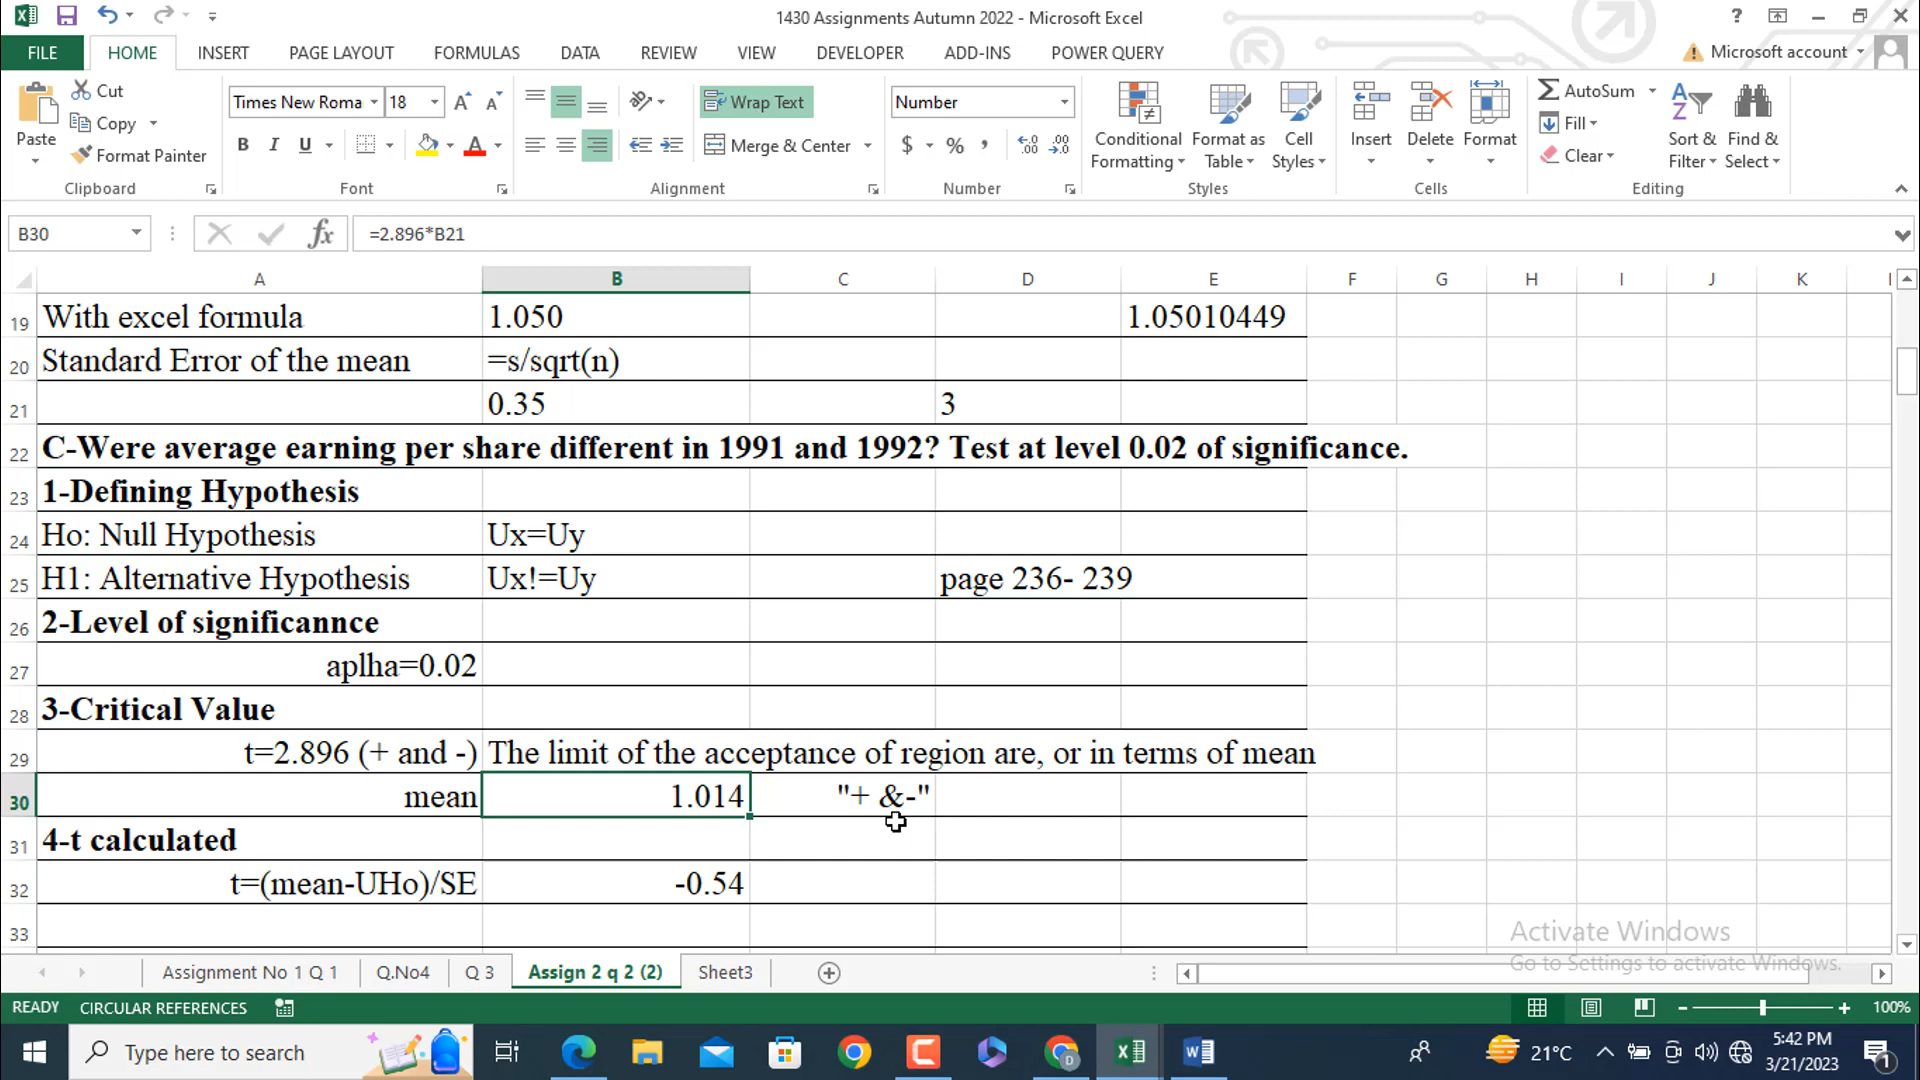 1430 Assignments Autumn 2022 - Microsoft Excel
?
FILE HOME INSERT PAGE LAYOUT FORMULAS DATA REVIEW VIEW DEVELOPER ADD-INS POWER QUERY Microsoft account
Paste Cut Copy Format Painter
Clipboard
Times New Roma 18
B I U
Font
Wrap Text
Merge & Center
Alignment
Number
$ % ,
Number
Conditional Formatting Format as Table Cell Styles
Styles
Insert Delete Format
Cells
AutoSum Fill Clear Sort & Filter Find & Select
Editing
B30 fx =2.896*B21
A B C D E F G H I J K
19 With excel formula 1.050 1.05010449
20 Standard Error of the mean =s/sqrt(n)
21 0.35 3
22 C-Were average earning per share different in 1991 and 1992? Test at level 0.02 of significance.
23 1-Defining Hypothesis
24 Ho: Null Hypothesis Ux=Uy
25 H1: Alternative Hypothesis Ux!=Uy page 236- 239
26 2-Level of significannce
27 aplha=0.02
28 3-Critical Value
29 t=2.896 (+ and -) The limit of the acceptance of region are, or in terms of mean
30 mean 1.014 "+ &-"
31 4-t calculated
32 t=(mean-UHo)/SE -0.54
33
Activate Windows
Go to Settings to activate Windows.
Assignment No 1 Q 1 Q.No4 Q 3 Assign 2 q 2 (2) Sheet3
READY CIRCULAR REFERENCES 100%
Type here to search 21°C 5:42 PM
3/21/2023 1